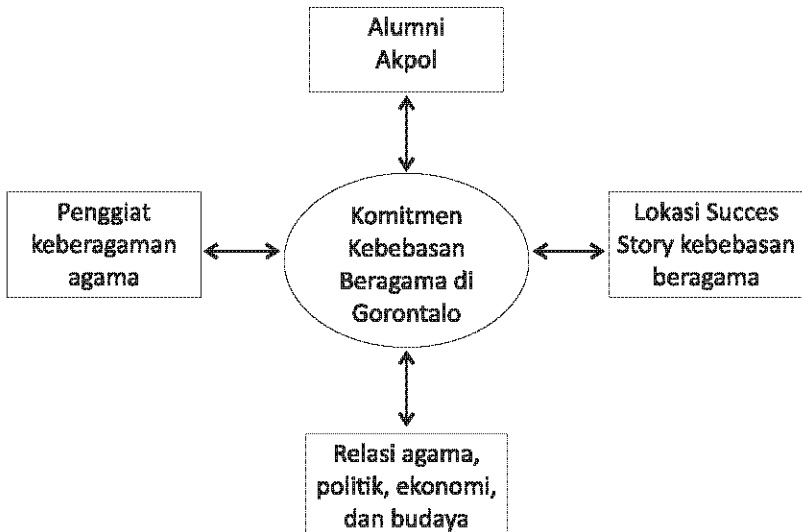 Alumni
Akpol
Penggiat
keberagaman
agama
Komitmen
Kebebasan
Beragama di
Gorontalo
Lokasi Succes
Story kebebasan
beragama
Relasi agama,
politik, ekonomi,
dan budaya